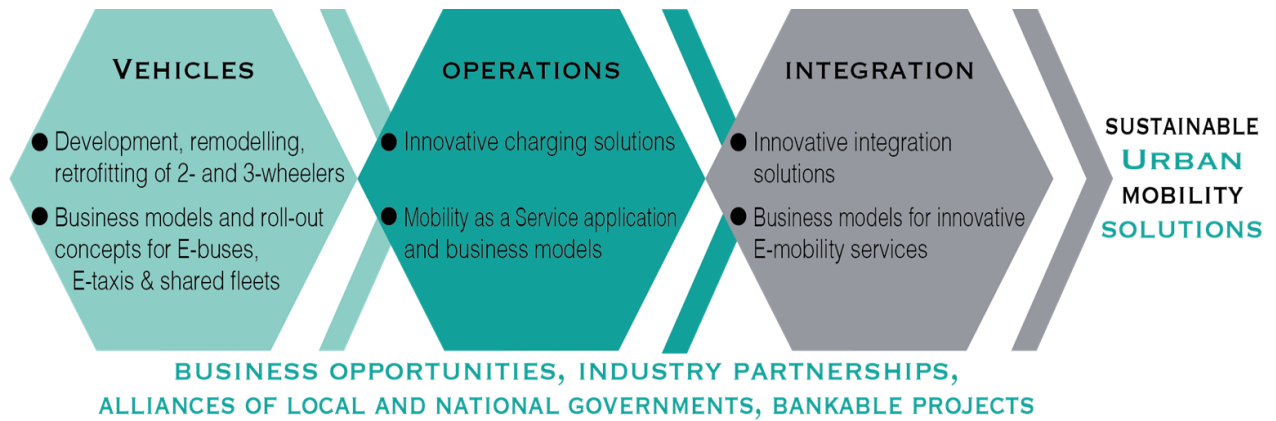 VEHICLES
● Development, remodelling,
retrofitting of 2- and 3-wheelers
● Business models and roll-out
concepts for E-buses,
E-taxis & shared fleets
OPERATIONS
● Innovative charging solutions
● Mobility as a Service application
and business models
INTEGRATION
● Innovative integration
solutions
● Business models for innovative
E-mobility services
SUSTAINABLE
URBAN
MOBILITY
SOLUTIONS
BUSINESS OPPORTUNITIES, INDUSTRY PARTNERSHIPS,
ALLIANCES OF LOCAL AND NATIONAL GOVERNMENTS, BANKABLE PROJECTS